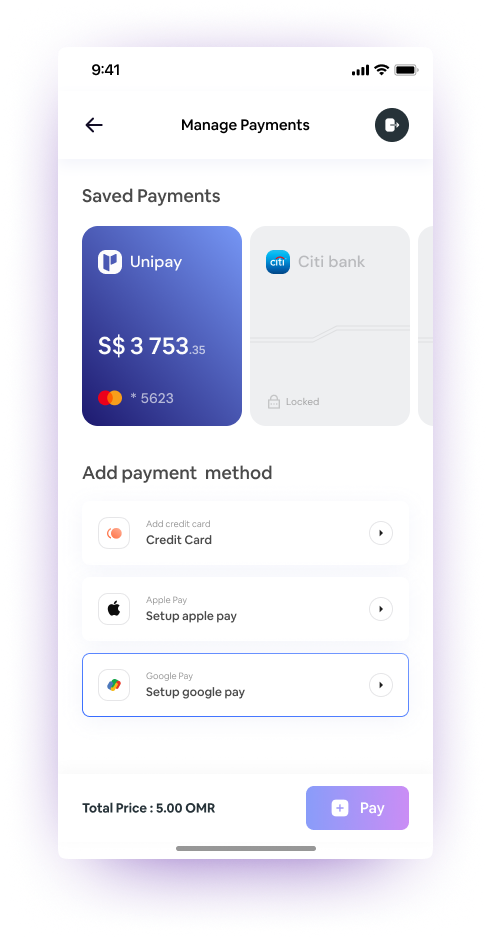 9:41
Manage Payments
Saved Payments
Unipay
citi Citi bank
S$ 3 753.35
* 5623
Locked
Add payment method
Add credit card
Credit Card
Apple Pay
Setup apple pay
Google Pay
Setup google pay
Total Price : 5.00 OMR
Pay